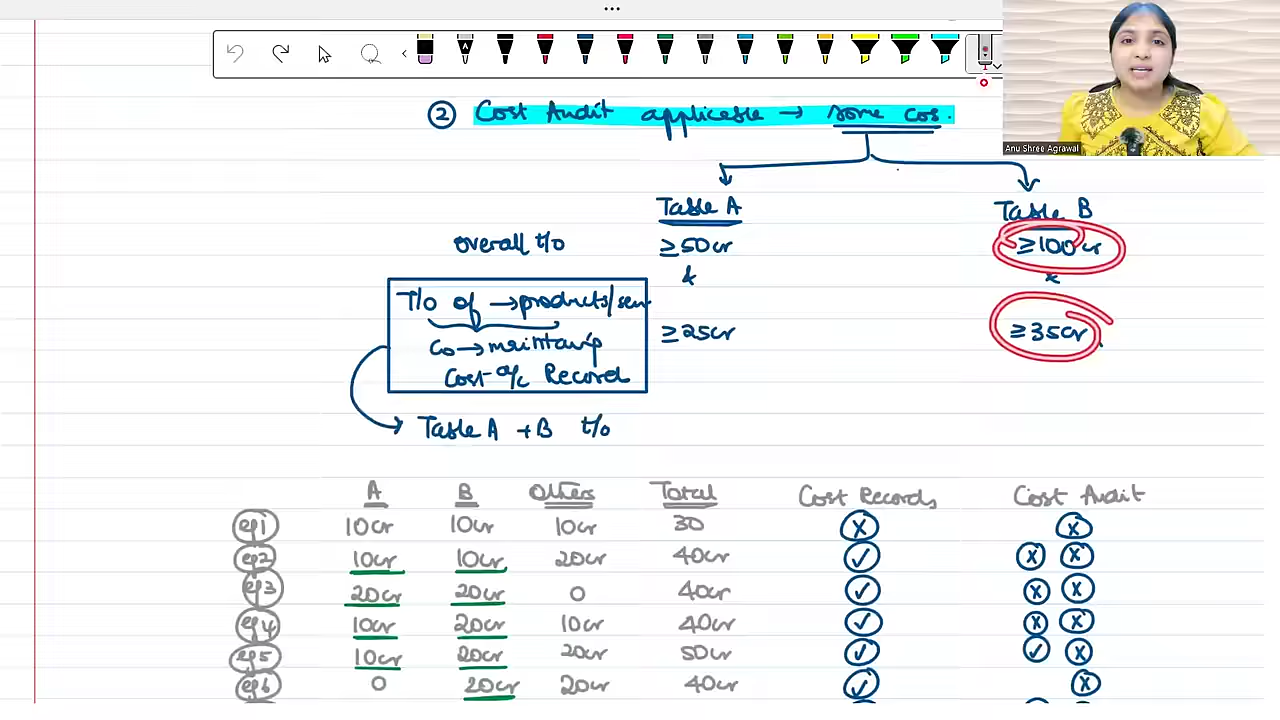 ② Cost Audit applicable → some cos.
Table A Table B
overall t/o ≥50cr ≥100cr
& &
T/o of → products/ser
≥25cr ≥35cr
Co → maintaining
Cost a/c Record
Table A + B t/o
A B Others Total Cost Records Cost Audit
eg1 10cr 10cr 10cr 30 x x
eg2 10cr 10cr 20cr 40cr ✓ x x
eg3 20cr 20cr 0 40cr ✓ x x
eg4 10cr 20cr 10cr 40cr ✓ x x
eg5 10cr 20cr 20cr 50cr ✓ ✓ x
eg6 0 20cr 20cr 40cr ✓ x
Anu Shree Agrawal